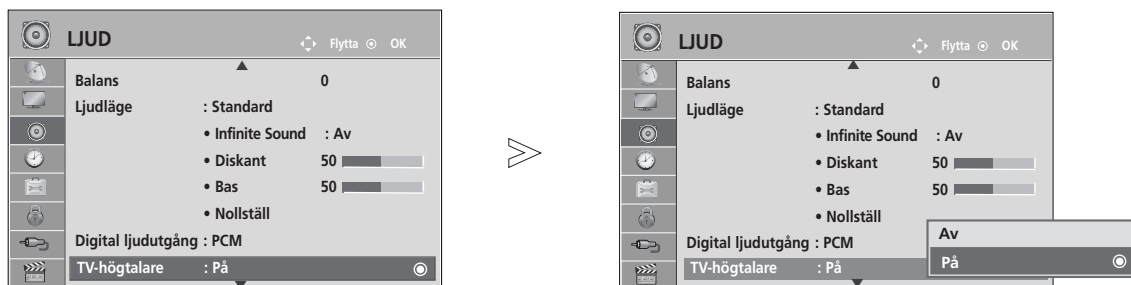 LJUD
Flytta OK
Balans 0
Ljudläge : Standard
• Infinite Sound : Av
• Diskant 50
• Bas 50
• Nollställ
Digital ljudutgång : PCM
TV-högtalare : På
LJUD
Flytta OK
Balans 0
Ljudläge : Standard
• Infinite Sound : Av
• Diskant 50
• Bas 50
• Nollställ
Digital ljudutgång : PCM
TV-högtalare : På
Av
På